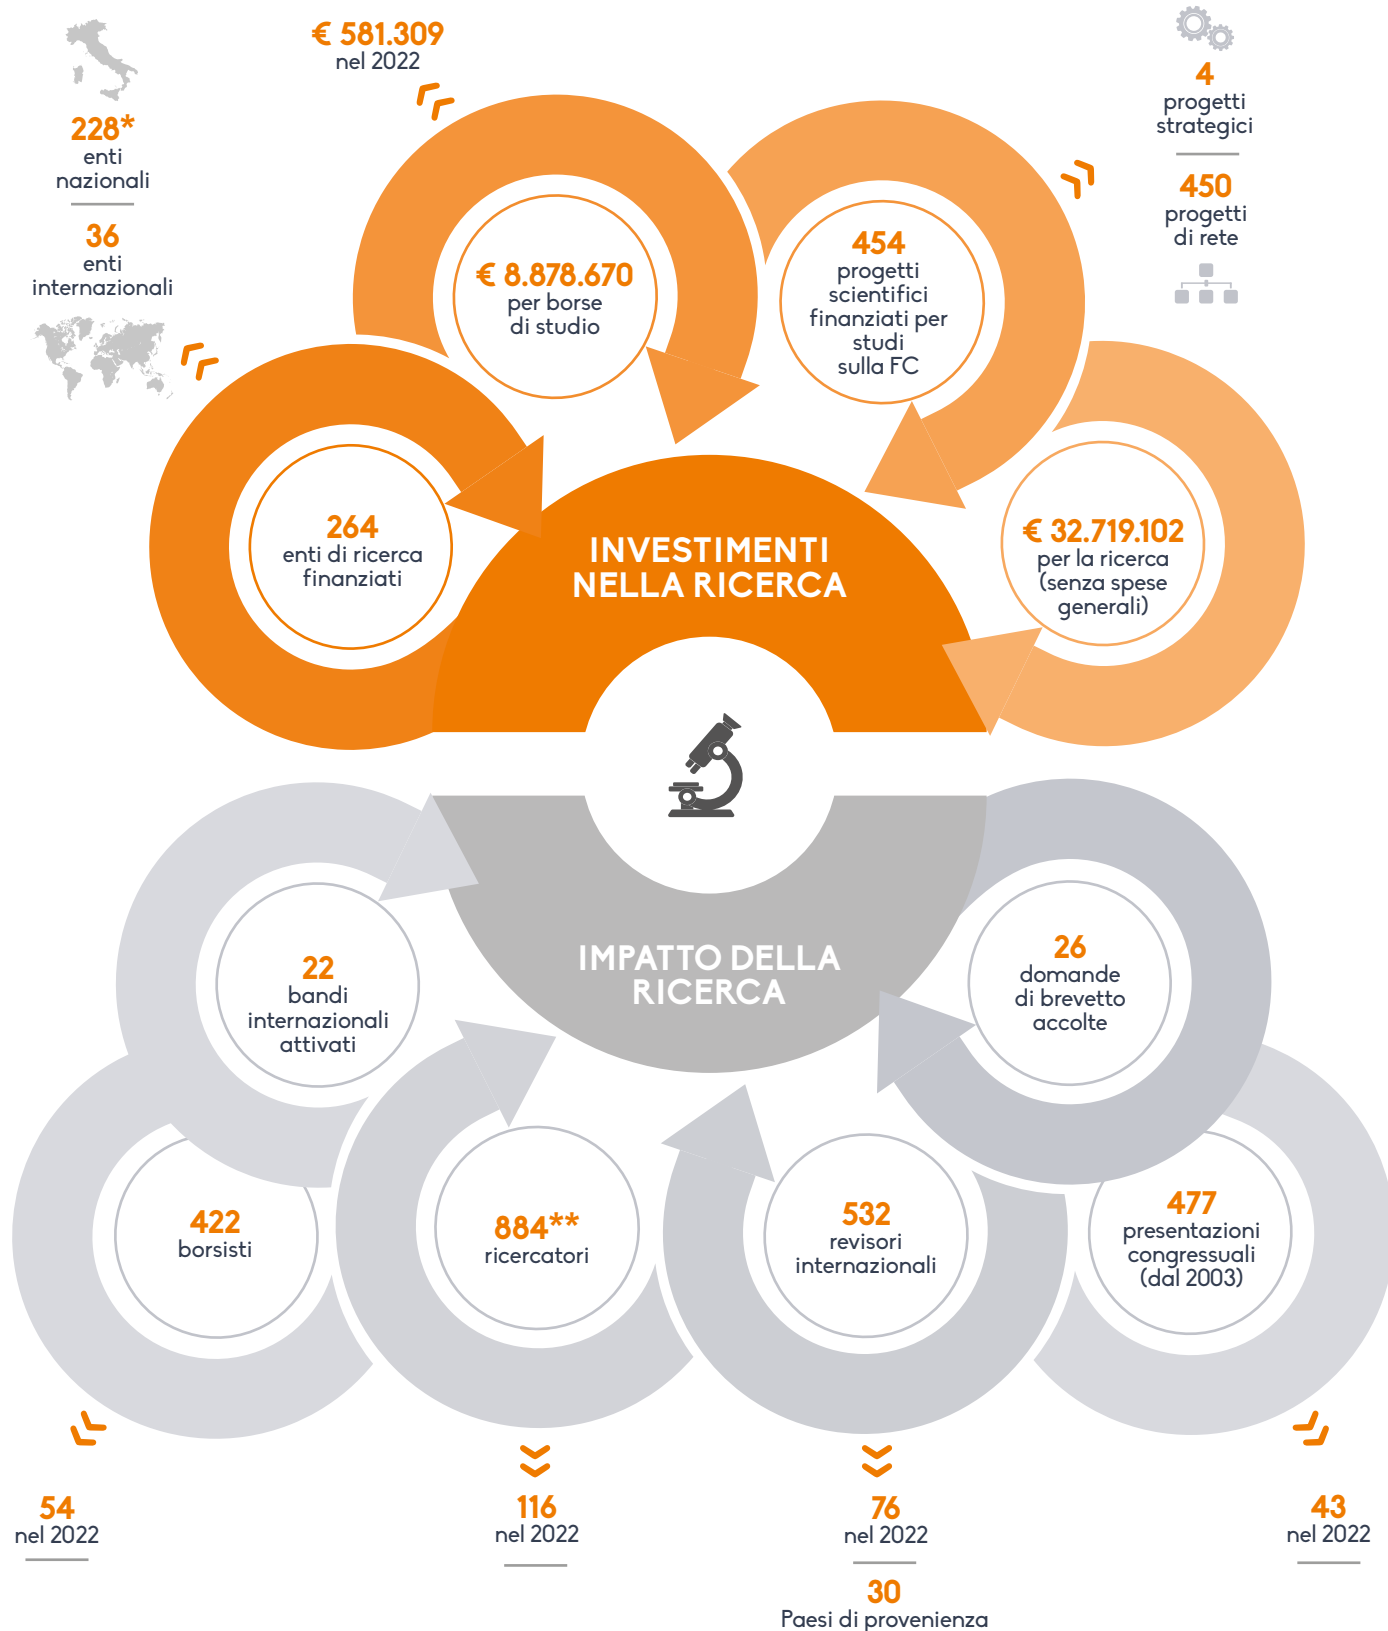 € 581.309
nel 2022
228*
enti
nazionali
36
enti
internazionali
4
progetti
strategici
450
progetti
di rete
€ 8.878.670
per borse
di studio
454
progetti
scientifici
finanziati per
studi
sulla FC
264
enti di ricerca
finanziati
€ 32.719.102
per la ricerca
(senza spese
generali)
INVESTIMENTI
NELLA RICERCA
IMPATTO DELLA
RICERCA
22
bandi
internazionali
attivati
26
domande
di brevetto
accolte
422
borsisti
884**
ricercatori
532
revisori
internazionali
477
presentazioni
congressuali
(dal 2003)
54
nel 2022
116
nel 2022
76
nel 2022
30
Paesi di provenienza
43
nel 2022